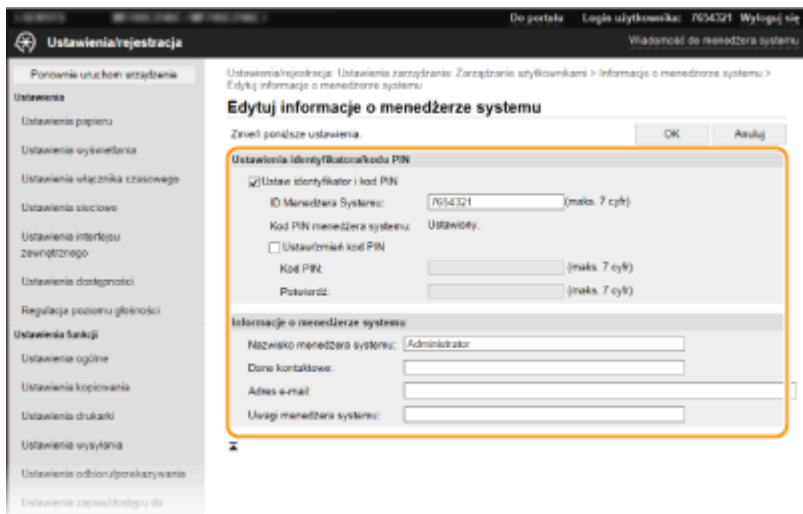 Do portalu Login użytkownika: 7654321 Wyloguj się
Ustawienia/rejestracja
Wiadomość do menedżera systemu
Ponownie uruchom urządzenie
Ustawienia/rejestracja: Ustawienia zarządzania: Zarządzanie użytkownikami > Informacje o menedżerze systemu >
Edytuj informacje o menedżerze systemu
Edytuj informacje o menedżerze systemu
Zmień poniższe ustawienia.
OK
Anuluj
Ustawienia
Ustawienia papieru
Ustawienia wyświetlania
Ustawienia włącznika czasowego
Ustawienia sieciowe
Ustawienia interfejsu
zewnętrznego
Ustawienia dostępności
Regulacja poziomu głośności
Ustawienia funkcji
Ustawienia ogólne
Ustawienia kopiowania
Ustawienia drukarki
Ustawienia wysyłania
Ustawienia odbioru/przekazywania
Ustawienia zapisu/dostępu do
Ustawienia identyfikatora/kodu PIN
Ustaw identyfikator i kod PIN
ID Menedżera Systemu: 7654321 (maks. 7 cyfr)
Kod PIN menedżera systemu: Ustawiony.
Ustaw/zmień kod PIN
Kod PIN: (maks. 7 cyfr)
Potwierdź: (maks. 7 cyfr)
Informacje o menedżerze systemu
Nazwisko menedżera systemu: Administrator
Dane kontaktowe:
Adres e-mail:
Uwagi menedżera systemu: